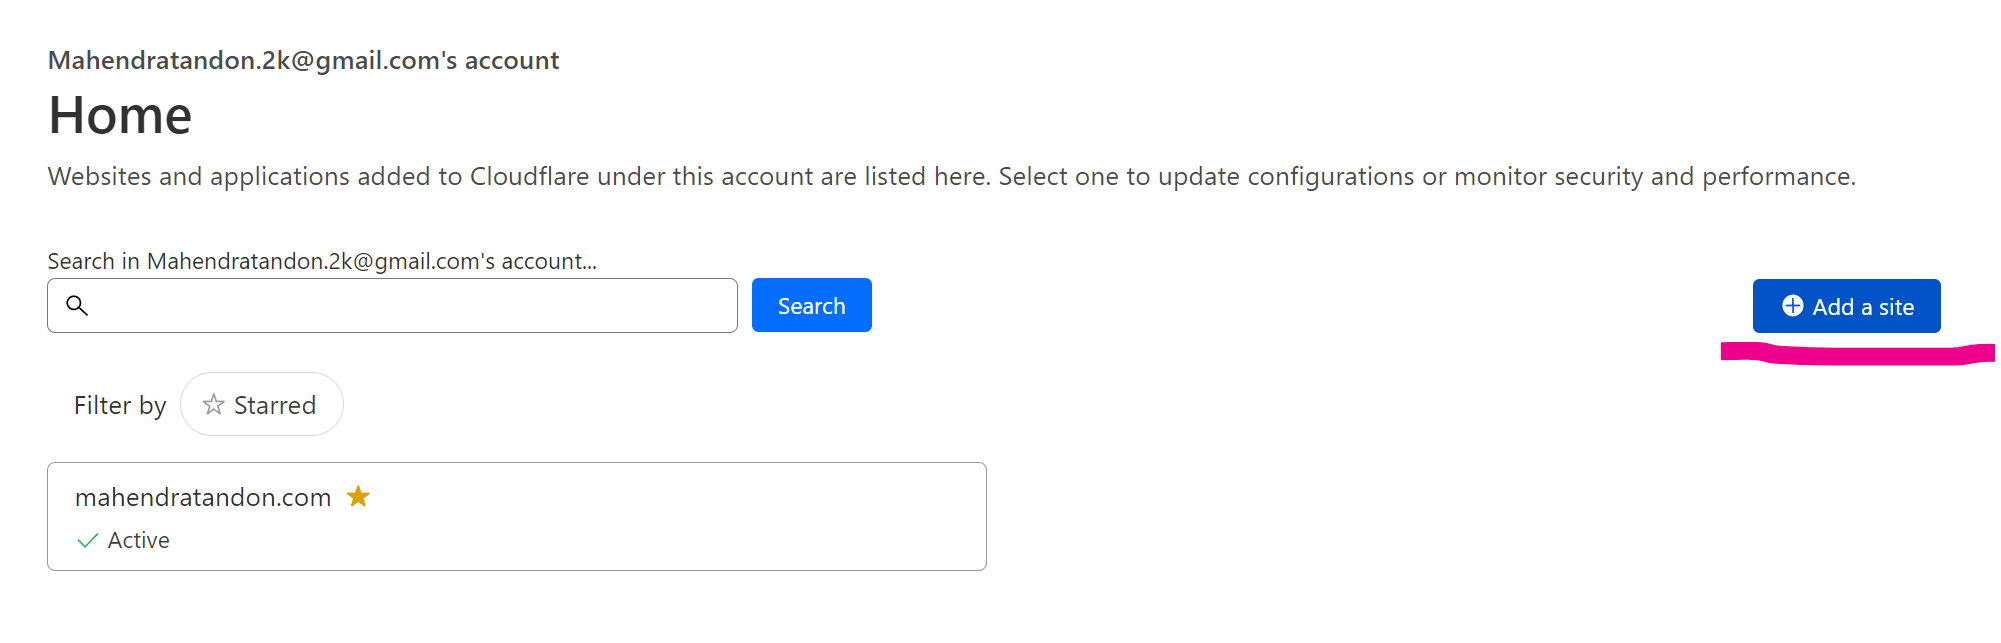 Mahendratandon.2k@gmail.com's account
Home
Websites and applications added to Cloudflare under this account are listed here. Select one to update configurations or monitor security and performance.
Search in Mahendratandon.2k@gmail.com's account...
Search
Add a site
Filter by Starred
mahendratandon.com
Active